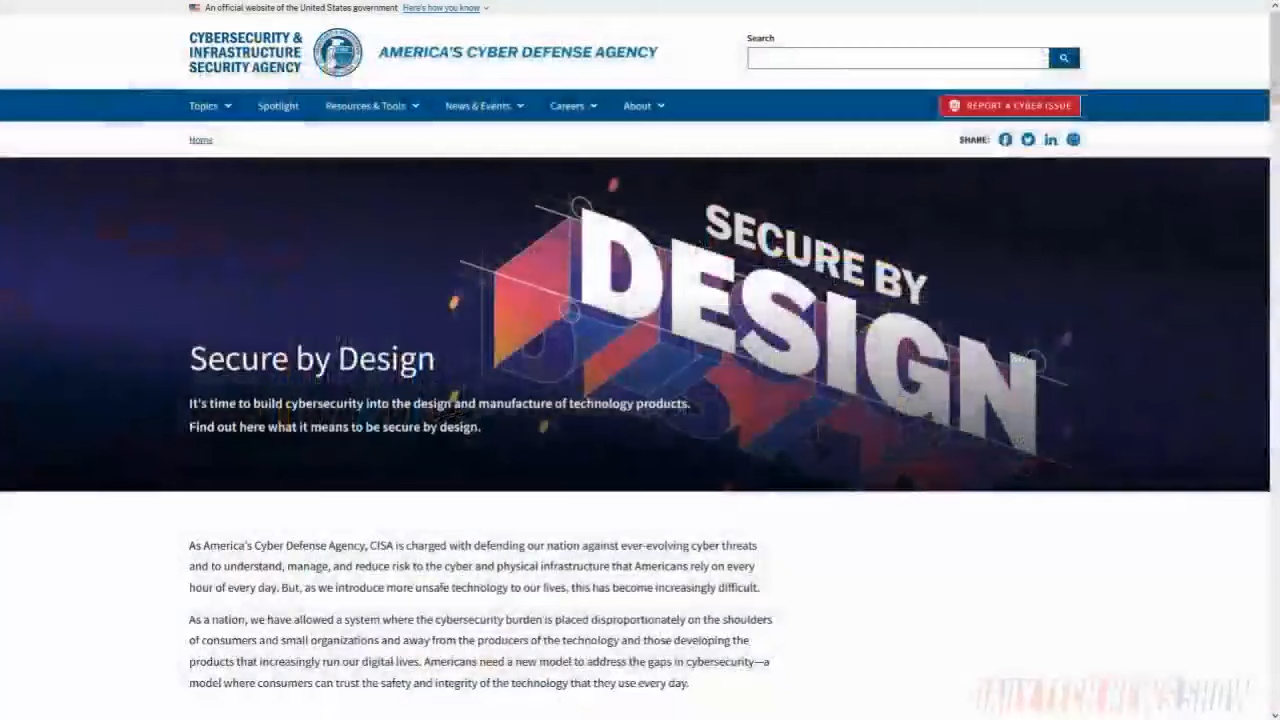 An official website of the United States government Here's how you know
CYBERSECURITY &
INFRASTRUCTURE
SECURITY AGENCY
AMERICA'S CYBER DEFENSE AGENCY
Search
Topics Spotlight Resources & Tools News & Events Careers About REPORT A CYBER ISSUE
Home
SHARE:
SECURE BY
DESIGN
Secure by Design
It's time to build cybersecurity into the design and manufacture of technology products.
Find out here what it means to be secure by design.
As America's Cyber Defense Agency, CISA is charged with defending our nation against ever-evolving cyber threats
and to understand, manage, and reduce risk to the cyber and physical infrastructure that Americans rely on every
hour of every day. But, as we introduce more unsafe technology to our lives, this has become increasingly difficult.
As a nation, we have allowed a system where the cybersecurity burden is placed disproportionately on the shoulders
of consumers and small organizations and away from the producers of the technology and those developing the
products that increasingly run our digital lives. Americans need a new model to address the gaps in cybersecurity—a
model where consumers can trust the safety and integrity of the technology that they use every day.
DAILY TECH NEWS SHOW